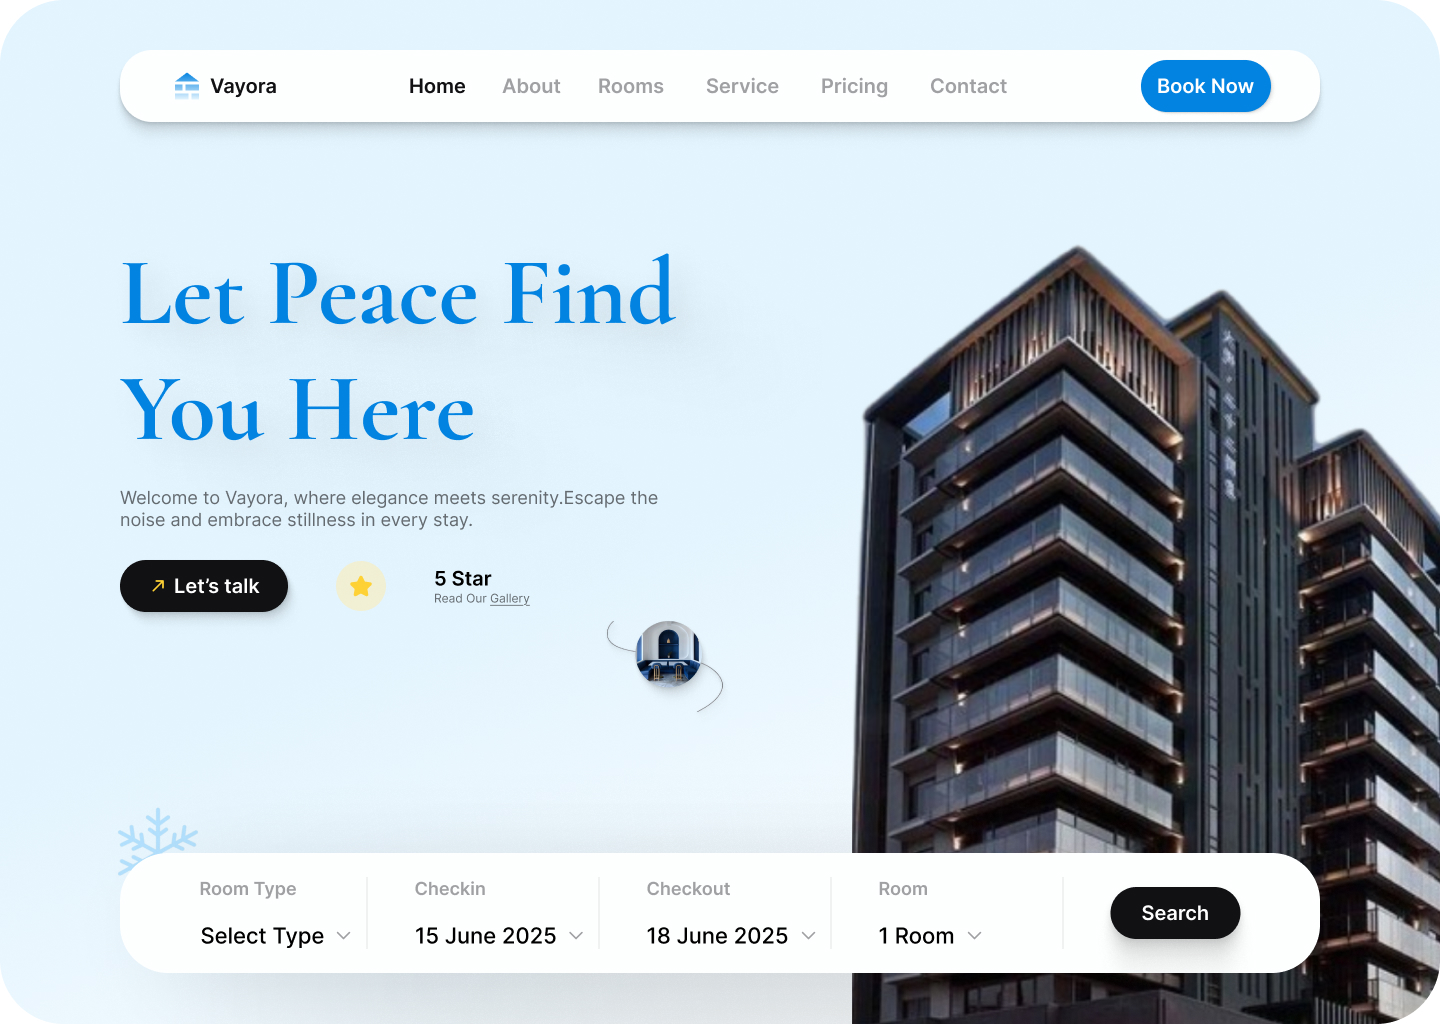 Vayora
Home About Rooms Service Pricing Contact
Book Now
Let Peace Find
You Here
Welcome to Vayora, where elegance meets serenity.Escape the
noise and embrace stillness in every stay.
Let's talk
5 Star
Read Our Gallery
Room Type
Select Type
Checkin
15 June 2025
Checkout
18 June 2025
Room
1 Room
Search